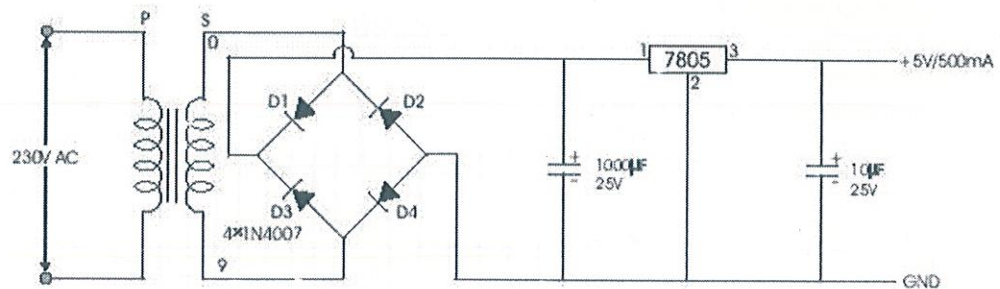 P S
0
1 7805 3
2
+5V/500mA
D1 D2
230V AC
1000µF
25V
10µF
25V
D3 D4
4×1N4007
9
GND
+
-
+
-